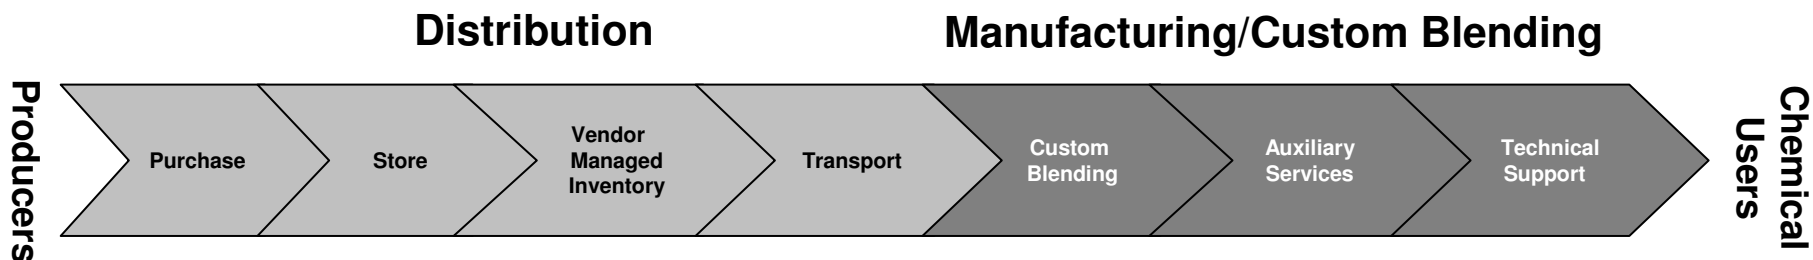 Distribution
Manufacturing/Custom Blending
Producers
Purchase
Store
Vendor
Managed
Inventory
Transport
Custom
Blending
Auxiliary
Services
Technical
Support
Chemical
Users